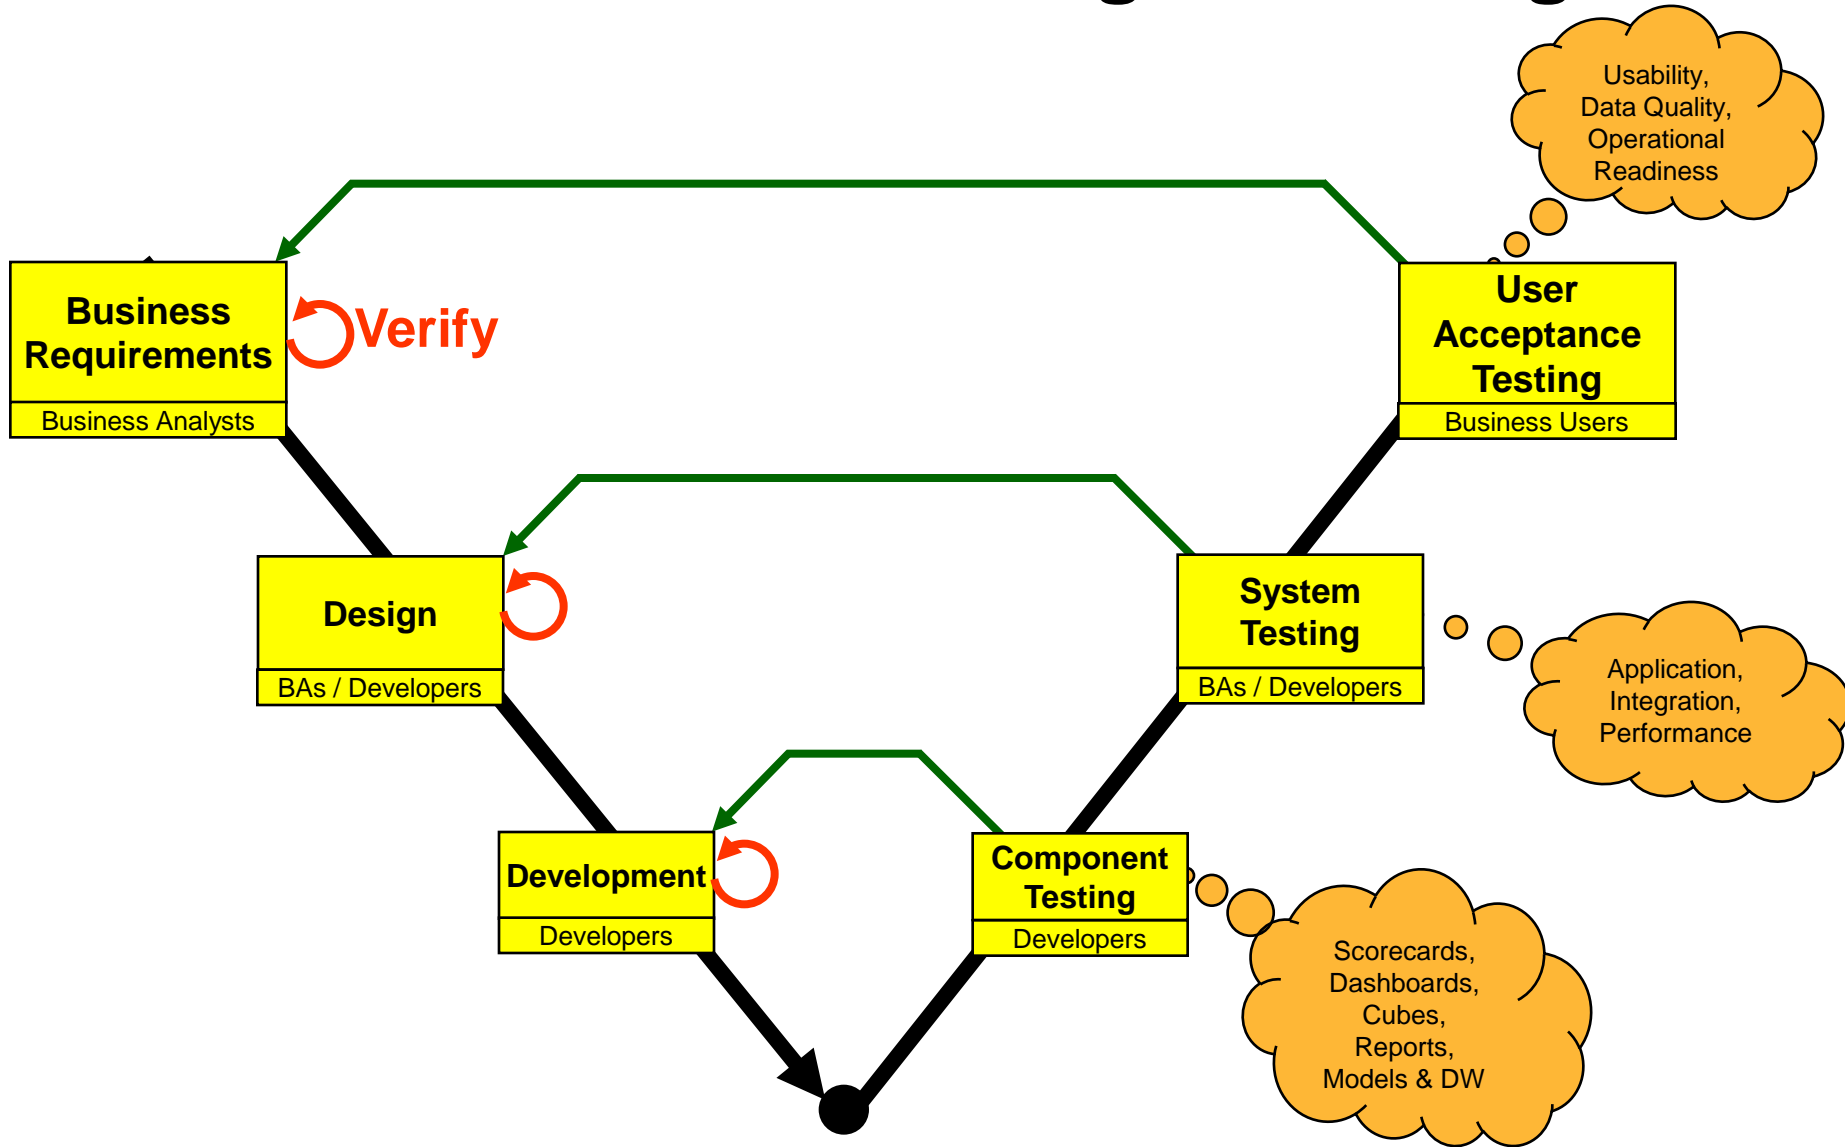 Usability,
Data Quality,
Operational
Readiness
Business
Requirements
Business Analysts
Verify
User
Acceptance
Testing
Business Users
Design
BAs / Developers
System
Testing
BAs / Developers
Application,
Integration,
Performance
Development
Developers
Component
Testing
Developers
Scorecards,
Dashboards,
Cubes,
Reports,
Models & DW